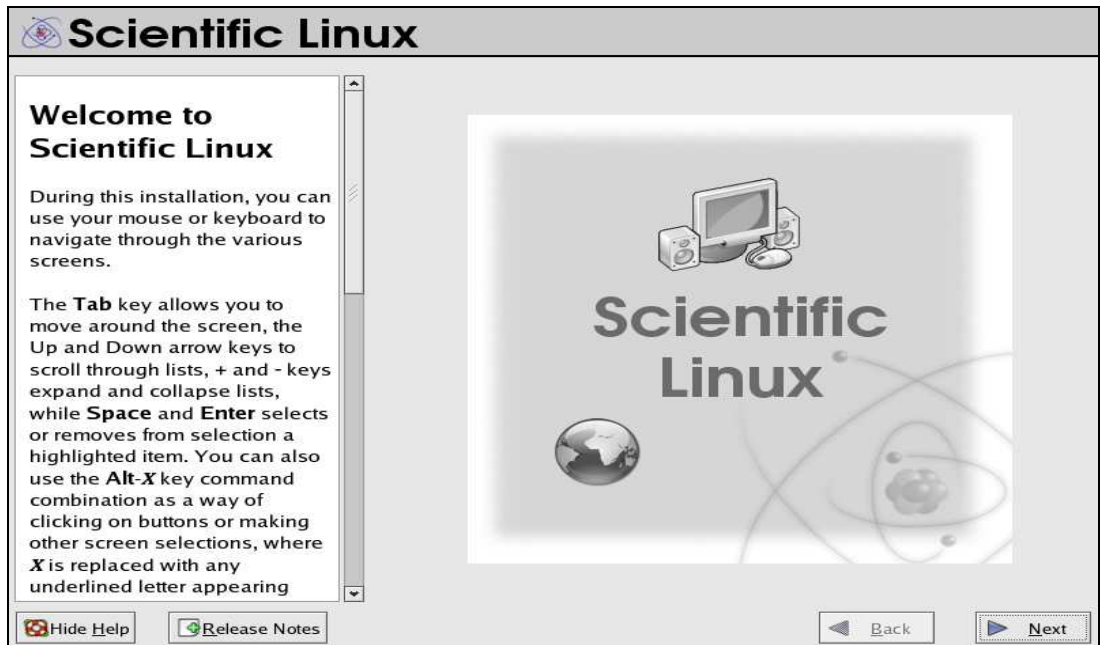 Scientific Linux
Welcome to
Scientific Linux
During this installation, you can
use your mouse or keyboard to
navigate through the various
screens.
The Tab key allows you to
move around the screen, the
Up and Down arrow keys to
scroll through lists, + and - keys
expand and collapse lists,
while Space and Enter selects
or removes from selection a
highlighted item. You can also
use the Alt-X key command
combination as a way of
clicking on buttons or making
other screen selections, where
X is replaced with any
underlined letter appearing
Scientific
Linux
Hide Help
Release Notes
Back
Next